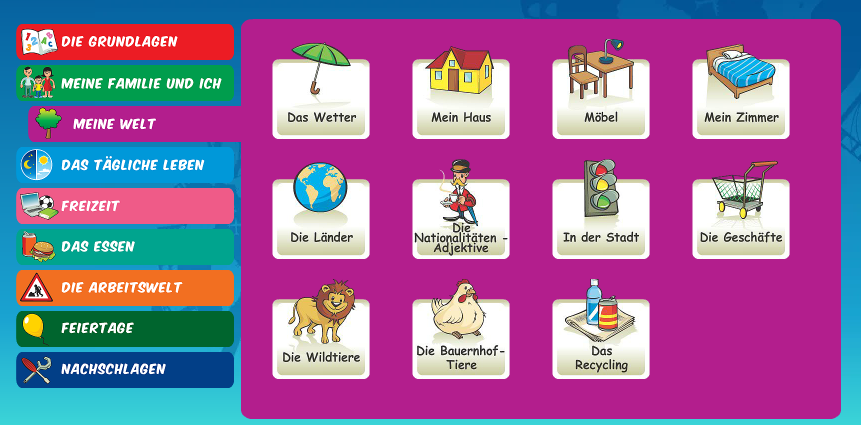 DIE GRUNDLAGEN
MEINE FAMILIE UND ICH
MEINE WELT
DAS TÄGLICHE LEBEN
FREIZEIT
DAS ESSEN
DIE ARBEITSWELT
FEIERTAGE
NACHSCHLAGEN
Das Wetter
Mein Haus
Möbel
Mein Zimmer
Die Länder
Die
Nationalitäten -
Adjektive
In der Stadt
Die Geschäfte
Die Wildtiere
Die Bauernhof-
Tiere
Das
Recycling